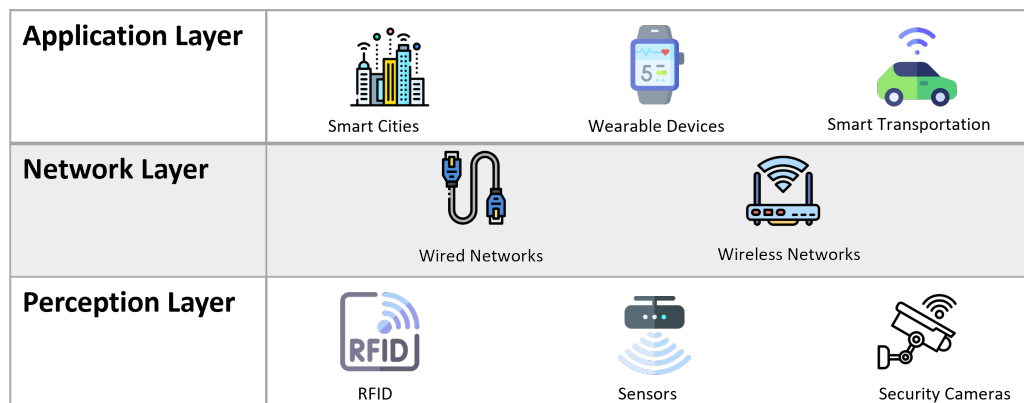 Application Layer
Smart Cities
Wearable Devices
5
Smart Transportation
Network Layer
Wired Networks
Wireless Networks
Perception Layer
RFID
RFID
Sensors
Security Cameras